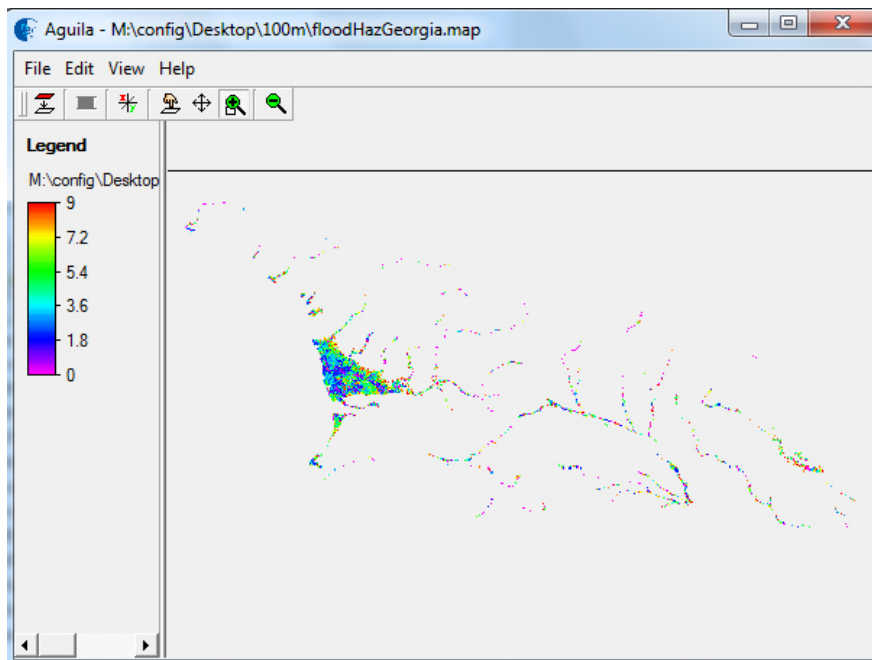 Aguila - M:\config\Desktop\100m\floodHazGeorgia.map
File Edit View Help
Legend
M:\config\Desktop
9
7.2
5.4
3.6
1.8
0